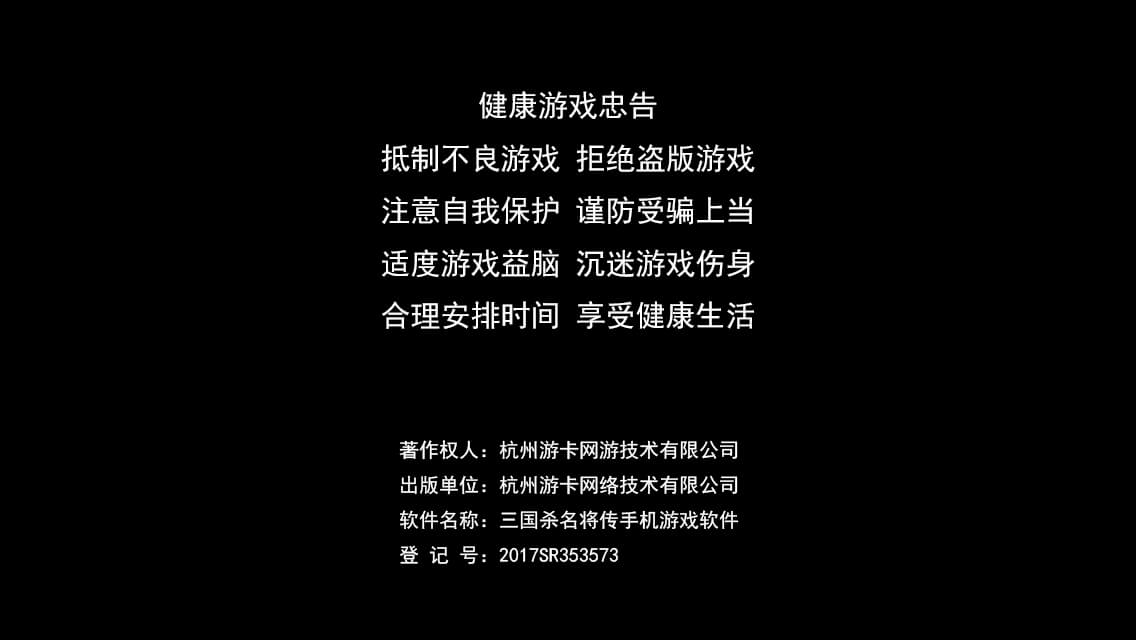 健康游戏忠告
抵制不良游戏 拒绝盗版游戏
注意自我保护 谨防受骗上当
适度游戏益脑 沉迷游戏伤身
合理安排时间 享受健康生活
著作权人：杭州游卡网游技术有限公司
出版单位：杭州游卡网络技术有限公司
软件名称：三国杀名将传手机游戏软件
登 记 号：2017SR353573